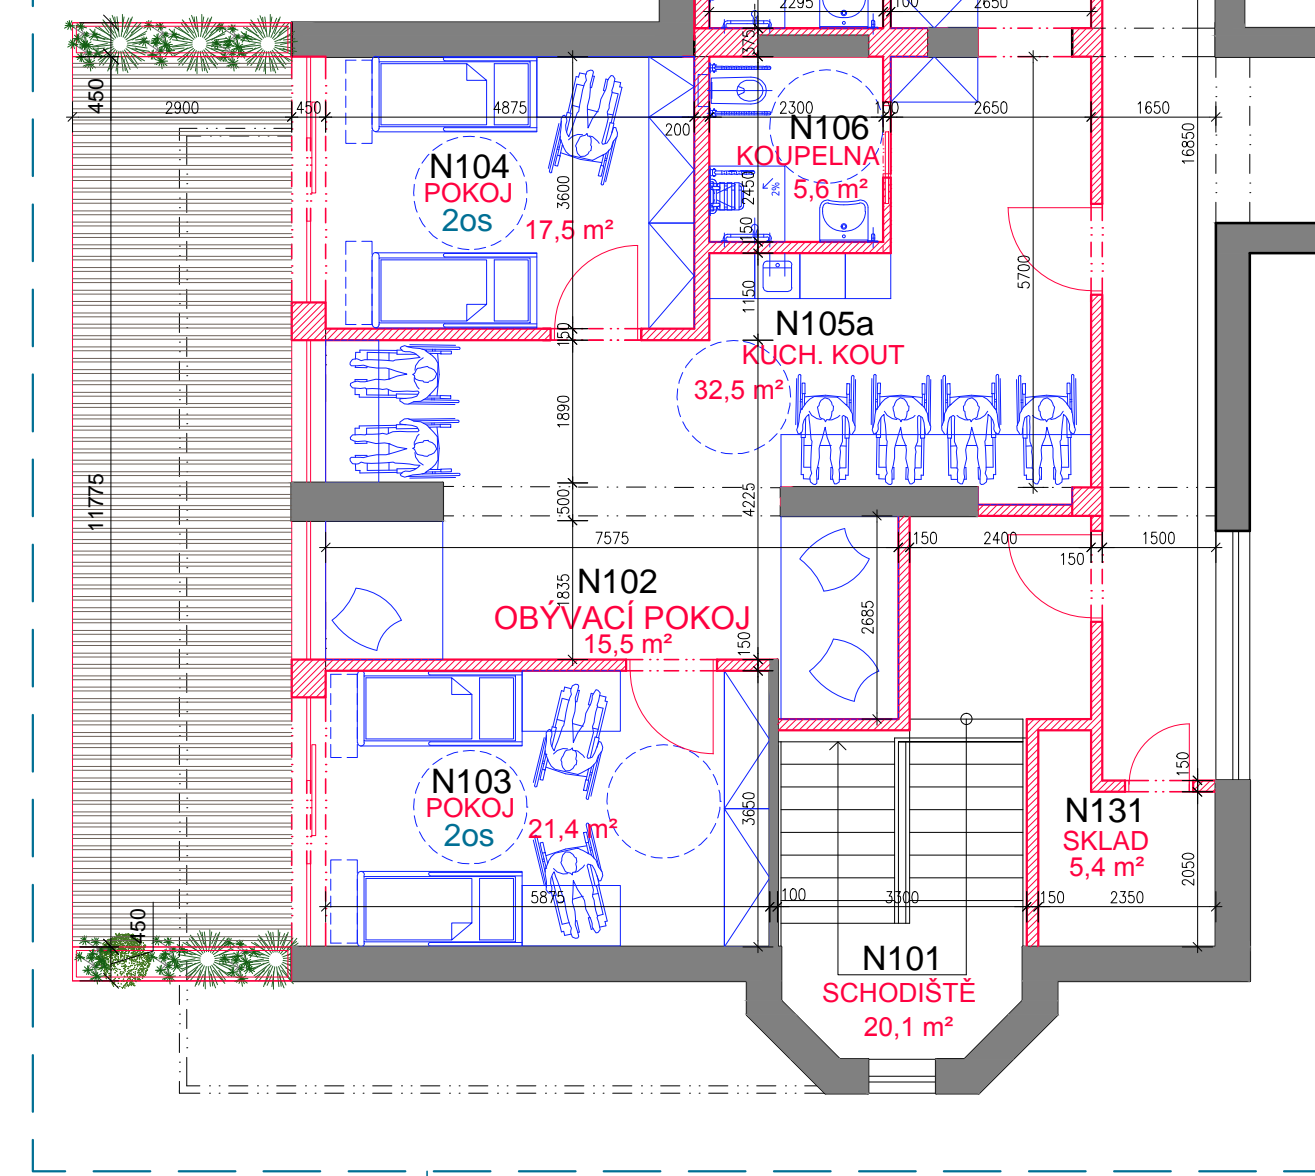 2295
100
2650
375
450
2900
450
4875
200
2300
150
2650
1650
16850
N106
KOUPELNA
5,6 m²
2450
2%
150
N104
POKOJ
2os
17,5 m²
3600
5700
1150
150
N105a
KUCH. KOUT
32,5 m²
1890
500
4225
11775
7575
150
2400
150
1500
N102
OBÝVACÍ POKOJ
15,5 m²
1835
150
2685
N103
POKOJ
2os
21,4 m²
3650
150
N131
SKLAD
5,4 m²
2050
5875
100
3300
150
2350
450
N101
SCHODIŠTĚ
20,1 m²